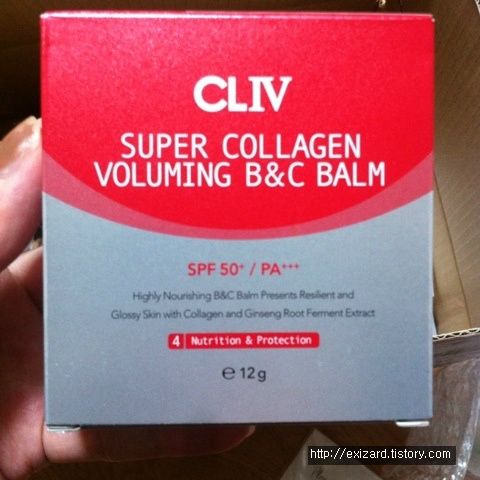 CLIV
SUPER COLLAGEN
VOLUMING B&C BALM
SPF 50⁺ / PA⁺⁺⁺
Highly Nourishing B&C Balm Presents Resilient and
Glossy Skin with Collagen and Ginseng Root Ferment Extract
4 Nutrition & Protection
℮ 12 g
http://exizard.tistory.com